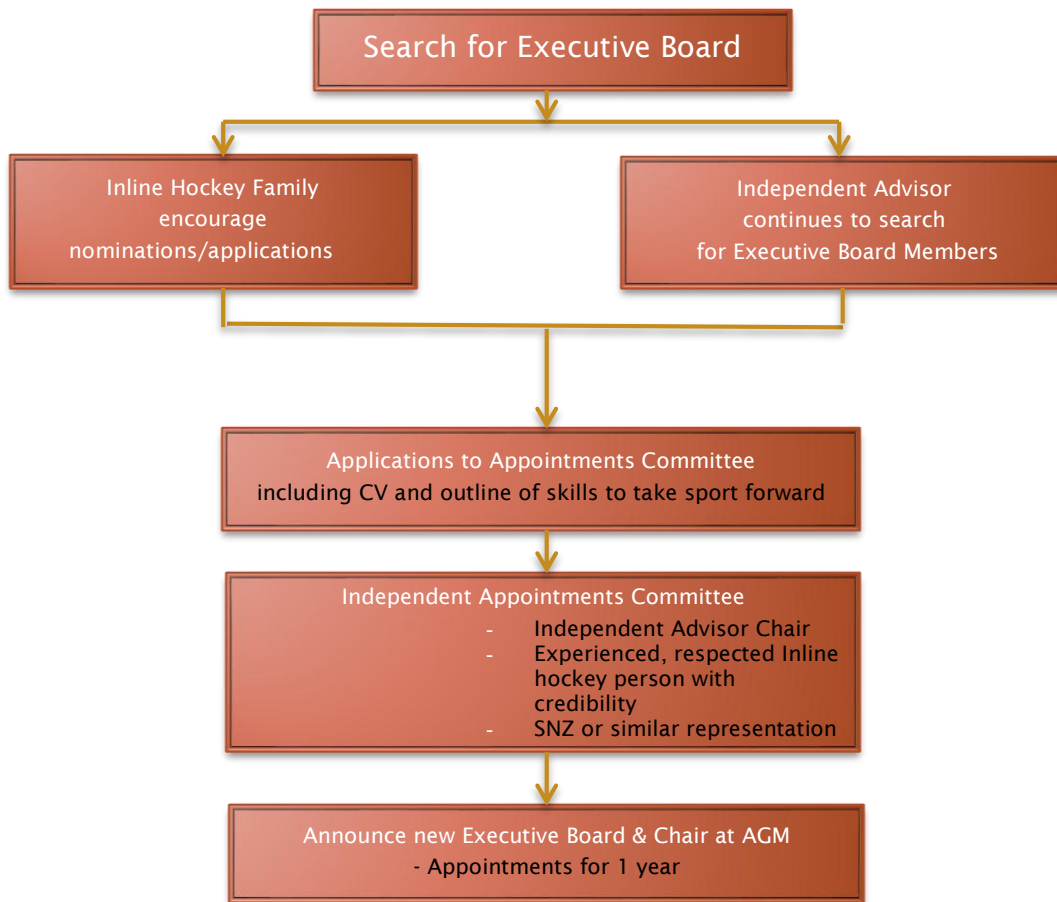 Search for Executive Board
Inline Hockey Family
encourage
nominations/applications
Independent Advisor
continues to search
for Executive Board Members
Applications to Appointments Committee
including CV and outline of skills to take sport forward
Independent Appointments Committee
- Independent Advisor Chair
- Experienced, respected Inline
hockey person with
credibility
- SNZ or similar representation
Announce new Executive Board & Chair at AGM
- Appointments for 1 year